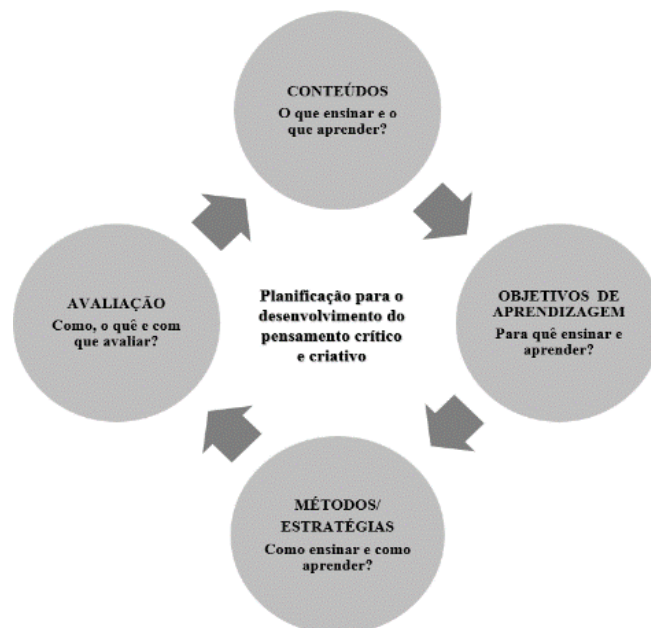 CONTEÚDOS
O que ensinar e o
que aprender?
OBJETIVOS DE
APRENDIZAGEM
Para quê ensinar e
aprender?
MÉTODOS/
ESTRATÉGIAS
Como ensinar e como
aprender?
AVALIAÇÃO
Como, o quê e com
que avaliar?
Planificação para o
desenvolvimento do
pensamento crítico
e criativo